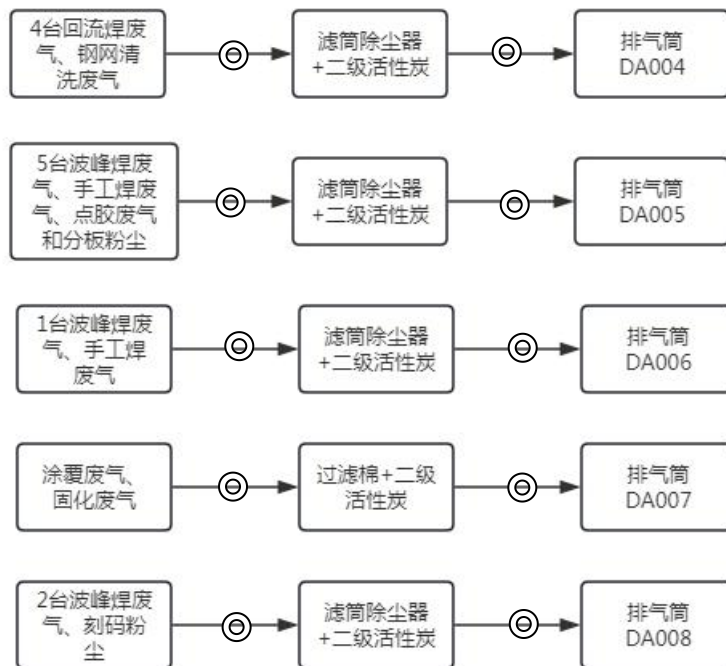 4台回流焊废
气、钢网清
洗废气
滤筒除尘器
+二级活性炭
排气筒
DA004
5台波峰焊废
气、手工焊废
气、点胶废气
和分板粉尘
滤筒除尘器
+二级活性炭
排气筒
DA005
1台波峰焊废
气、手工焊
废气
滤筒除尘器
+二级活性炭
排气筒
DA006
涂覆废气、
固化废气
过滤棉+二级
活性炭
排气筒
DA007
2台波峰焊废
气、刻码粉
尘
滤筒除尘器
+二级活性炭
排气筒
DA008